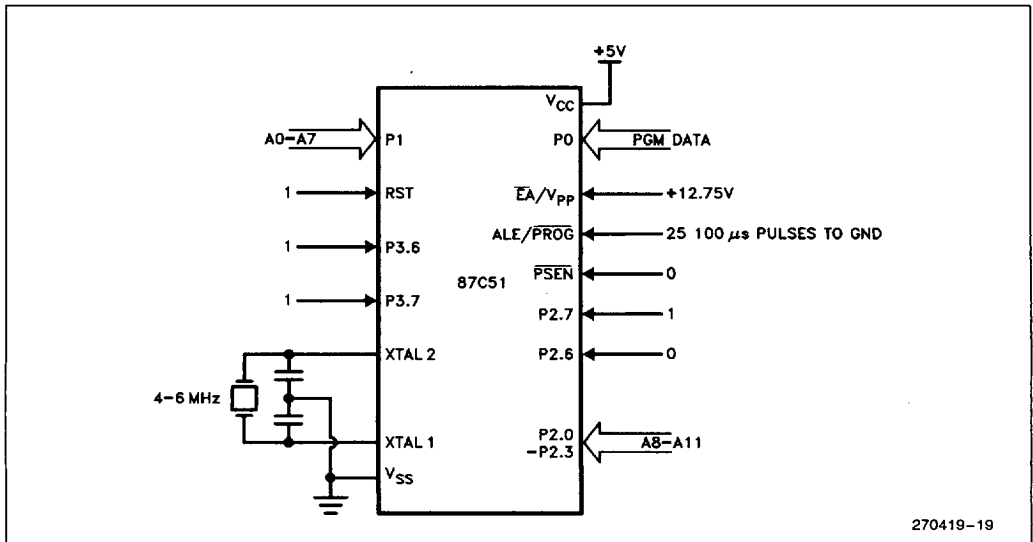 +5V
VCC
A0-A7
P1
P0
PGM DATA
1
RST
EA/VPP
+12.75V
ALE/PROG
25 100 µs PULSES TO GND
1
P3.6
PSEN
0
87C51
1
P3.7
P2.7
1
XTAL 2
P2.6
0
4-6 MHz
XTAL 1
P2.0
-P2.3
A8-A11
VSS
270419-19